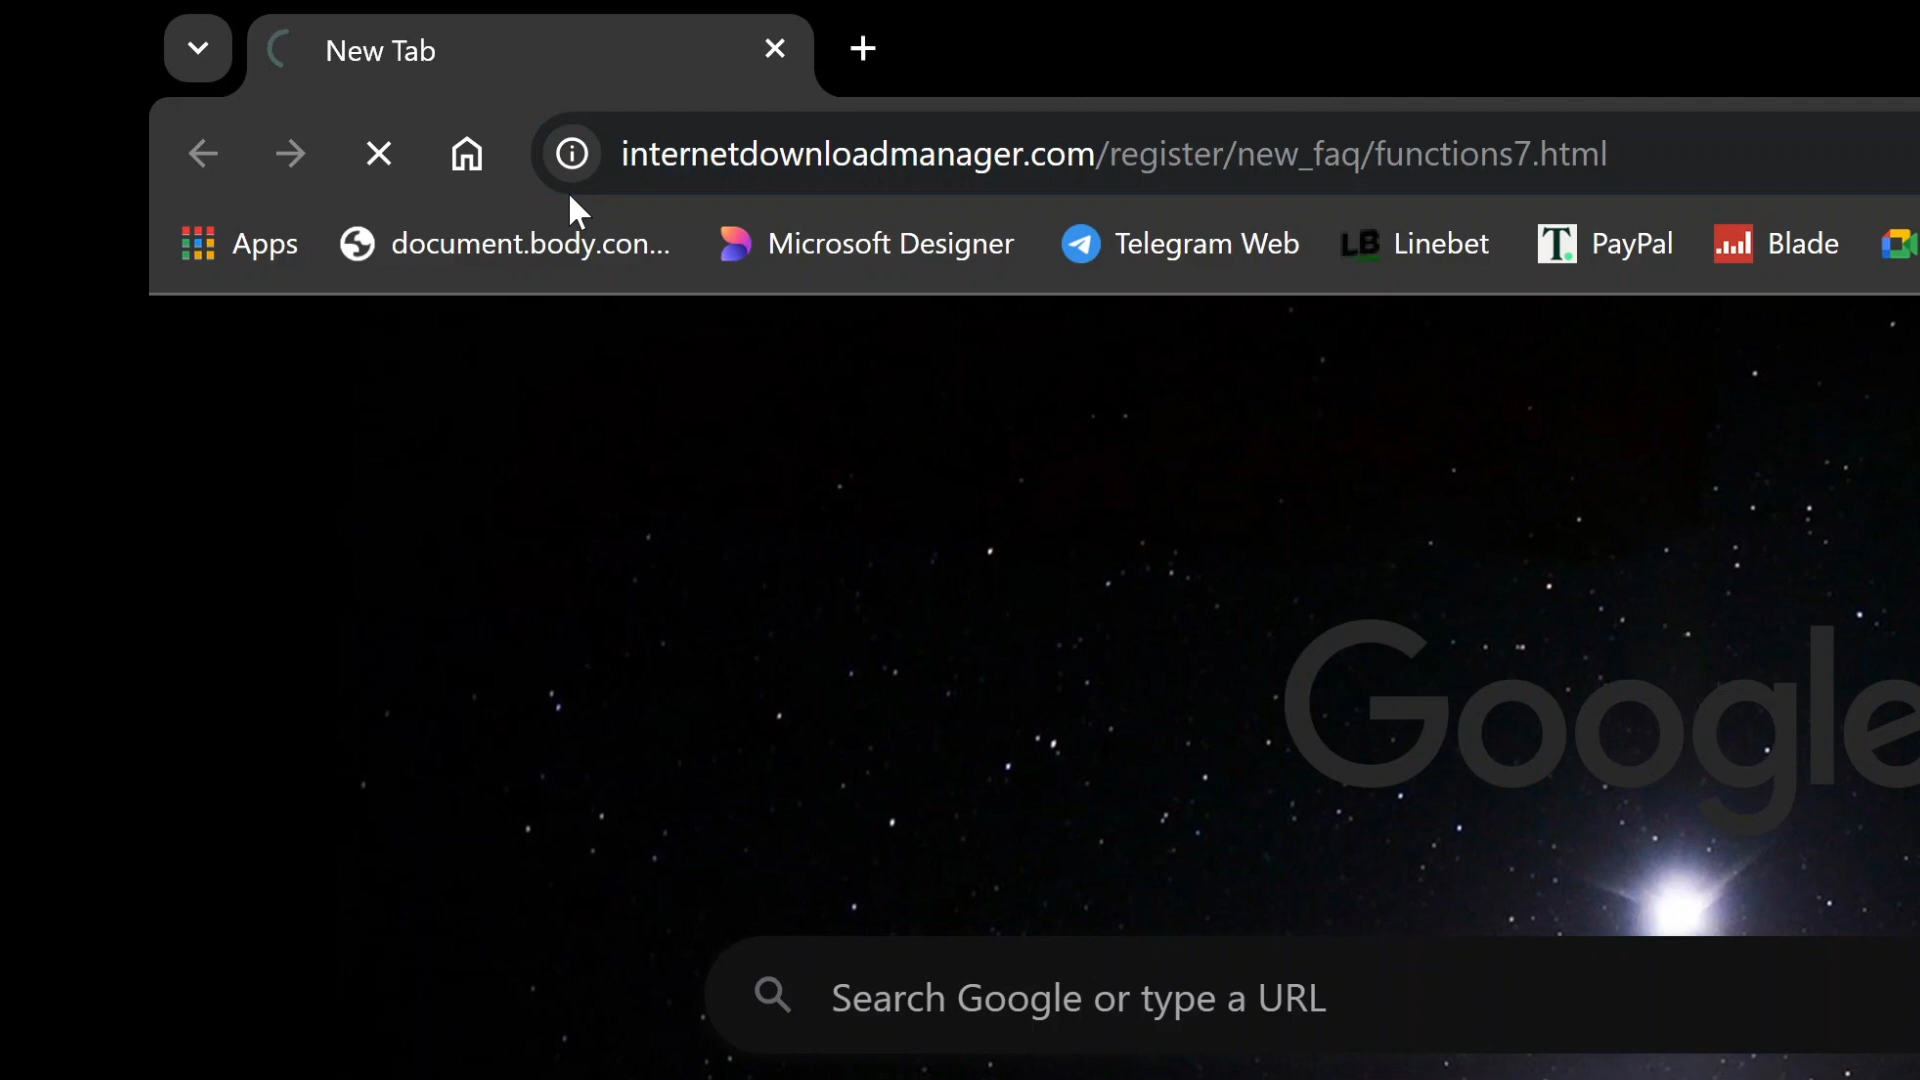 New Tab
internetdownloadmanager.com/register/new_faq/functions7.html
Apps document.body.con... Microsoft Designer Telegram Web LB Linebet T. PayPal Blade
Google
Search Google or type a URL